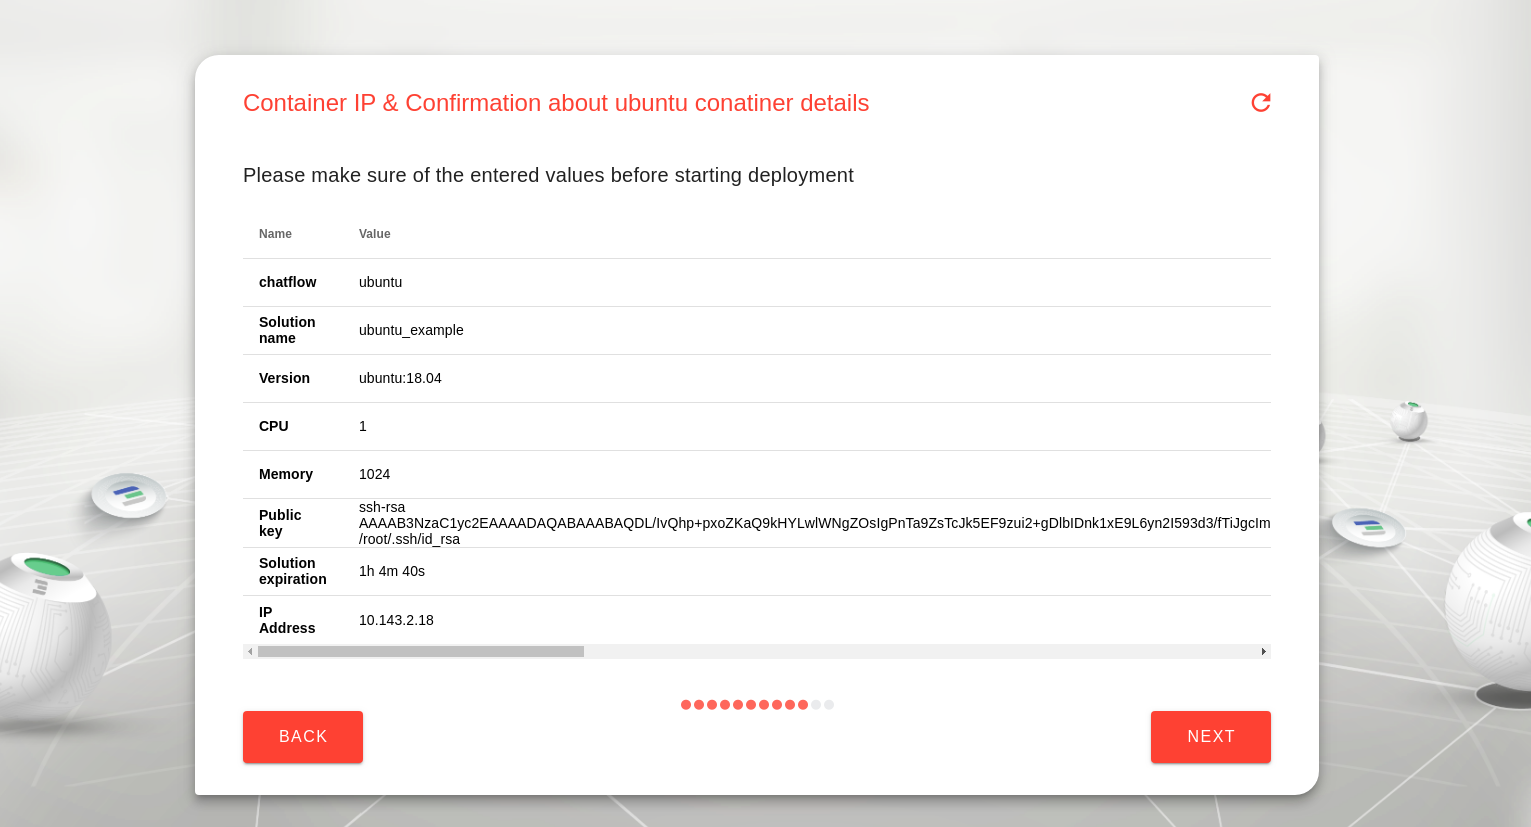 Container IP & Confirmation about ubuntu conatiner details
Please make sure of the entered values before starting deployment
Name Value
chatflow ubuntu
Solution
name ubuntu_example
Version ubuntu:18.04
CPU 1
Memory 1024
Public
key ssh-rsa
AAAAB3NzaC1yc2EAAAADAQABAAABAQDL/IvQhp+pxoZKaQ9kHYLwlWNgZOsIgPnTa9ZsTcJk5EF9zui2+gDlbIDnk1xE9L6yn2I593d3/fTiJgcIm
/root/.ssh/id_rsa
Solution
expiration 1h 4m 40s
IP
Address 10.143.2.18
BACK NEXT